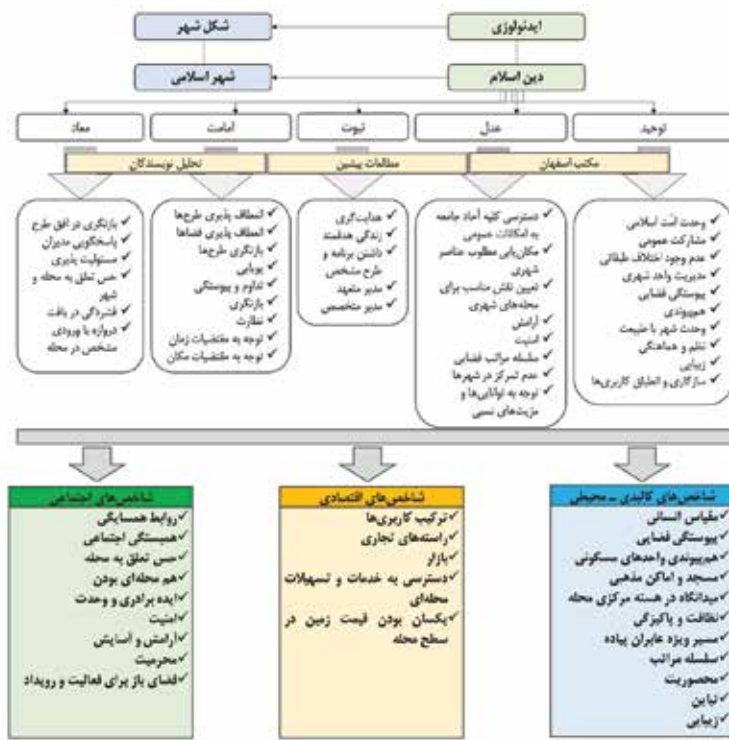 ایدئولوژی
شکل شهر
دین اسلام
شهر اسلامی
توحید
عدل
نبوت
امامت
معاد
مکتب اصفهان
مطالعات پیشین
تحلیل نویسندگان
✓ وحدت امّت اسلامی
✓ مشارکت عمومی
✓ عدم وجود اختلاف طبقاتی
✓ مدیریت واحد شهری
✓ پیوستگی فضایی
✓ هم‌پیوندی
✓ وحدت شهر با طبیعت
✓ نظم و هماهنگی
✓ زیبایی
✓ سازگاری و انطباق کاربری‌ها
✓ دسترسی کلیه آحاد جامعه
به امکانات عمومی
✓ مکان‌یابی مطلوب عناصر
شهری
✓ تعیین نقش مناسب برای
محله‌های شهری
✓ آرامش
✓ امنیت
✓ سلسله مراتب فضایی
✓ عدم تمرکز در شهرها
✓ توجه به توانایی‌ها و
مزیت‌های نسبی
✓ هدایت‌گری
✓ زندگی هدفمند
✓ داشتن برنامه و
طرح مشخص
✓ مدیر متعهد
✓ مدیر متخصص
✓ انعطاف پذیری طرح‌ها
✓ انعطاف پذیری فضاها
✓ بازنگری طرح‌ها
✓ پویایی
✓ تداوم و پیوستگی
✓ بازنگری
✓ نظارت
✓ توجه به مقتضیات زمان
✓ توجه به مقتضیات مکان
✓ بازنگری در افق طرح
✓ پاسخگویی مدیران
✓ مسئولیت پذیری
✓ حس تعلق به محله و
شهر
✓ فشردگی در بافت
✓ دروازه یا ورودی
مشخص در محله
شاخص‌های کالبدی ــ محیطی
✓ مقیاس انسانی
✓ پیوستگی فضایی
✓ هم‌پیوندی واحدهای مسکونی
✓ مسجد و اماکن مذهبی
✓ میدانگاه در هسته مرکزی محله
✓ نظافت و پاکیزگی
✓ مسیر ویژه عابران پیاده
✓ سلسله مراتب
✓ محصوریت
✓ تباین
✓ زیبایی
شاخص‌های اقتصادی
✓ ترکیب کاربری‌ها
✓ راسته‌های تجاری
✓ بازار
✓ دسترسی به خدمات و تسهیلات
محله‌ای
✓ یکسان بودن قیمت زمین در
سطح محله
شاخص‌های اجتماعی
✓ روابط همسایگی
✓ همبستگی اجتماعی
✓ حس تعلق به محله
✓ هم محله‌ای بودن
✓ ایده برادری و وحدت
✓ امنیت
✓ آرامش و آسایش
✓ محرمیت
✓ فضای باز برای فعالیت و رویداد